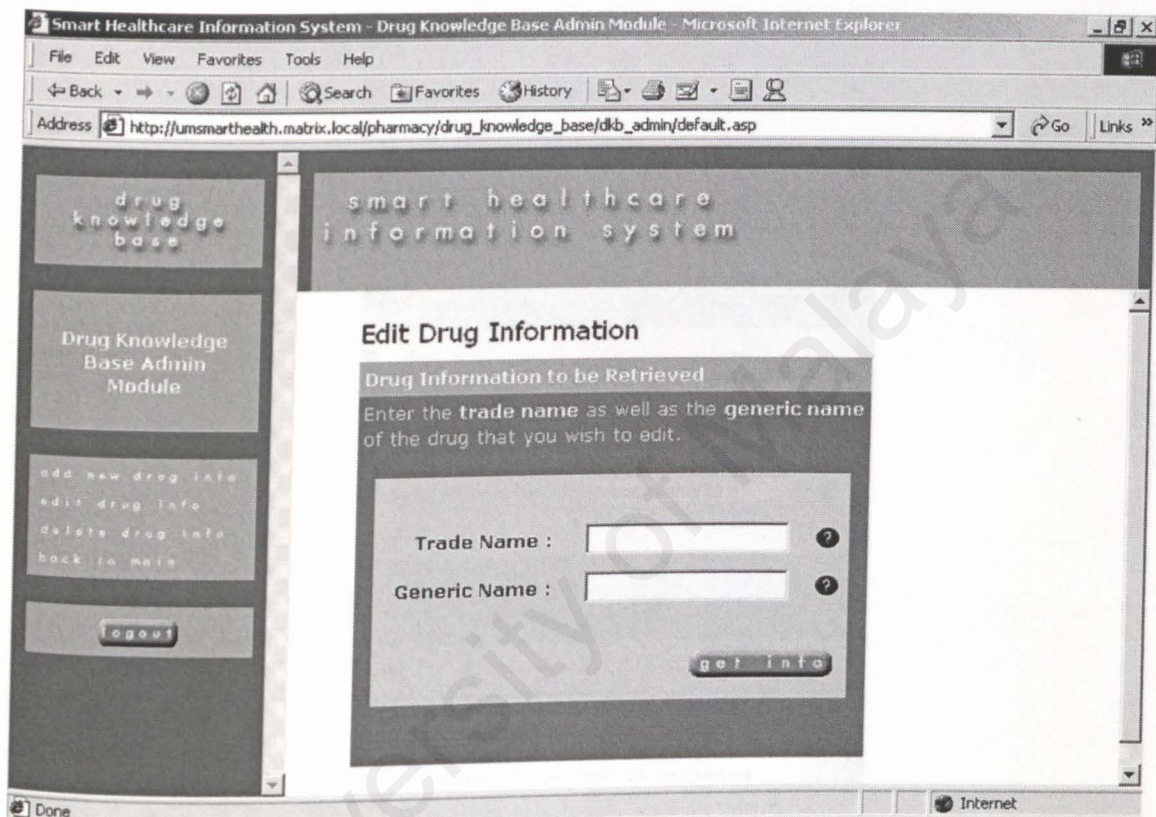 Smart Healthcare Information System - Drug Knowledge Base Admin Module - Microsoft Internet Explorer
File Edit View Favorites Tools Help
Back Search Favorites History
Address http://umsmarthealth.matrix.local/pharmacy/drug_knowledge_base/dkb_admin/default.asp Go Links »
drug
knowledge
base
smart healthcare
information system
Drug Knowledge
Base Admin
Module
add new drug info
edit drug info
delete drug info
back to main
logout
Edit Drug Information
Drug Information to be Retrieved
Enter the trade name as well as the generic name
of the drug that you wish to edit.
Trade Name : ?
Generic Name : ?
get info
Done Internet
University of Malaya